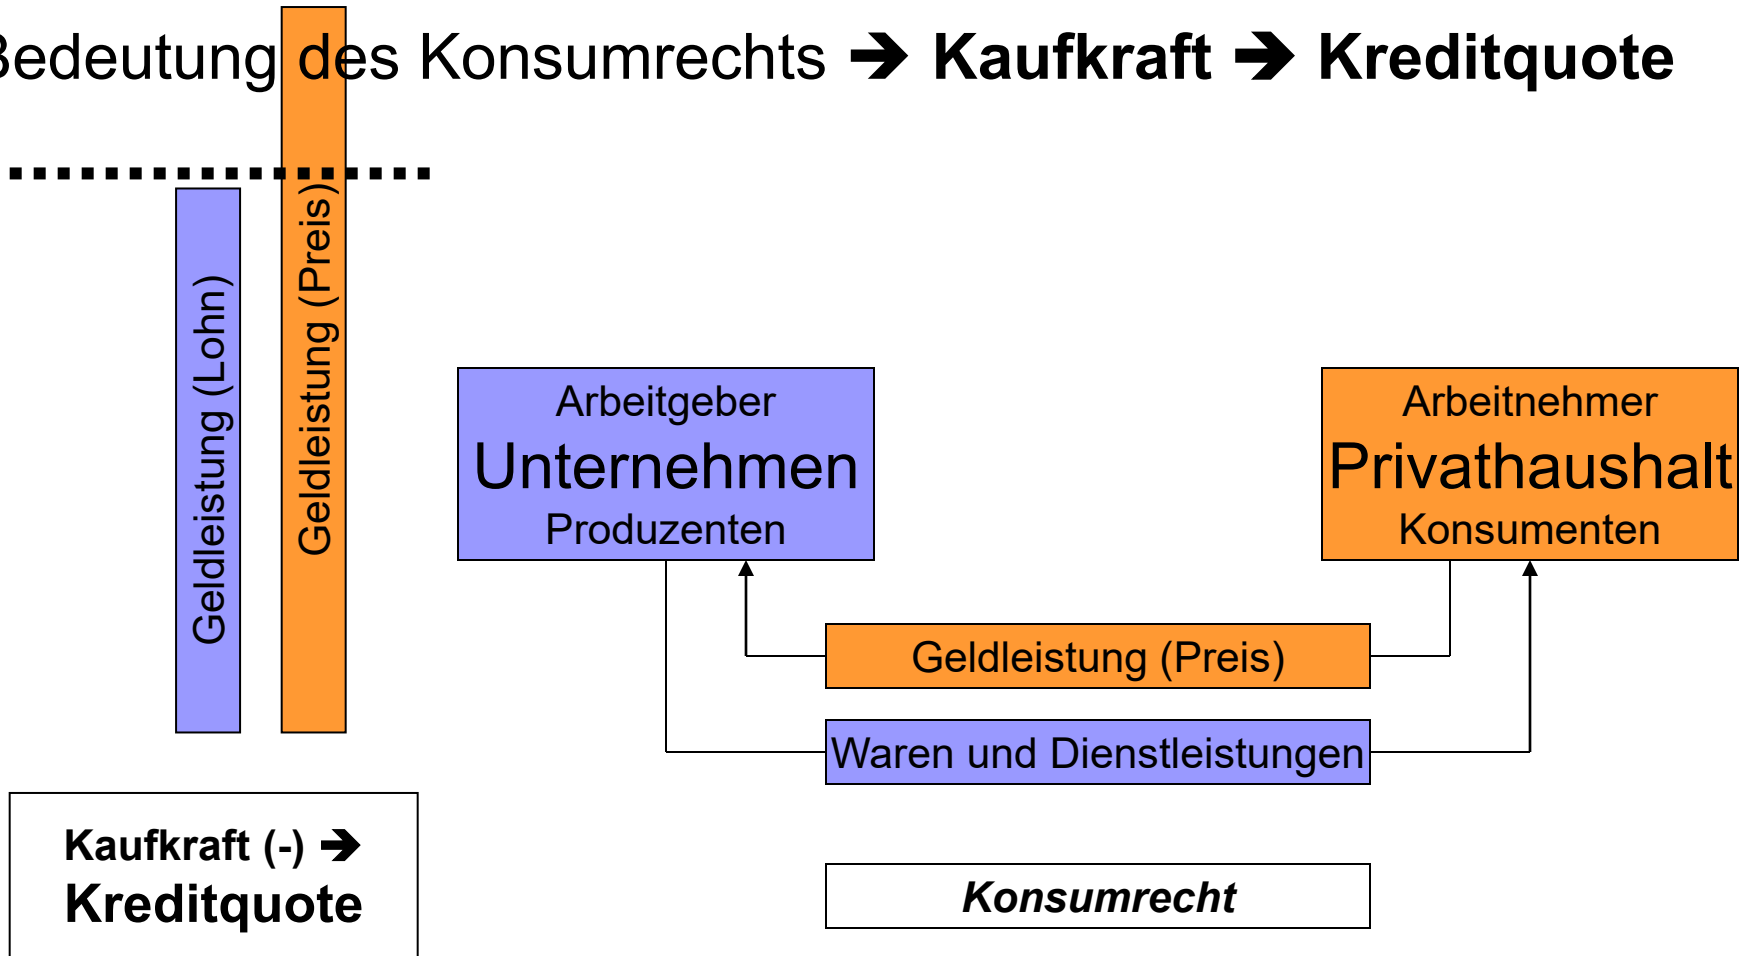 Bedeutung des Konsumrechts ➔ Kaufkraft ➔ Kreditquote
Geldleistung (Lohn)
Geldleistung (Preis)
Arbeitgeber
Unternehmen
Produzenten
Arbeitnehmer
Privathaushalt
Konsumenten
Geldleistung (Preis)
Waren und Dienstleistungen
Kaufkraft (-) ➔
Kreditquote
Konsumrecht